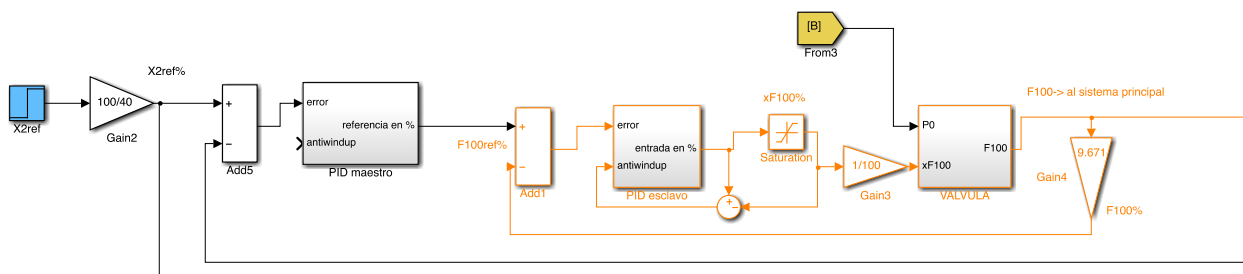 [B]
From3
X2ref%
F100-> al sistema principal
xF100%
100/40
X2ref
Gain2
+
−
Add5
error
referencia en %
antiwindup
PID maestro
F100ref%
+
−
Add1
error
entrada en %
antiwindup
PID esclavo
Saturation
+
−
1/100
Gain3
P0
F100
xF100
VALVULA
9.671
Gain4
F100%